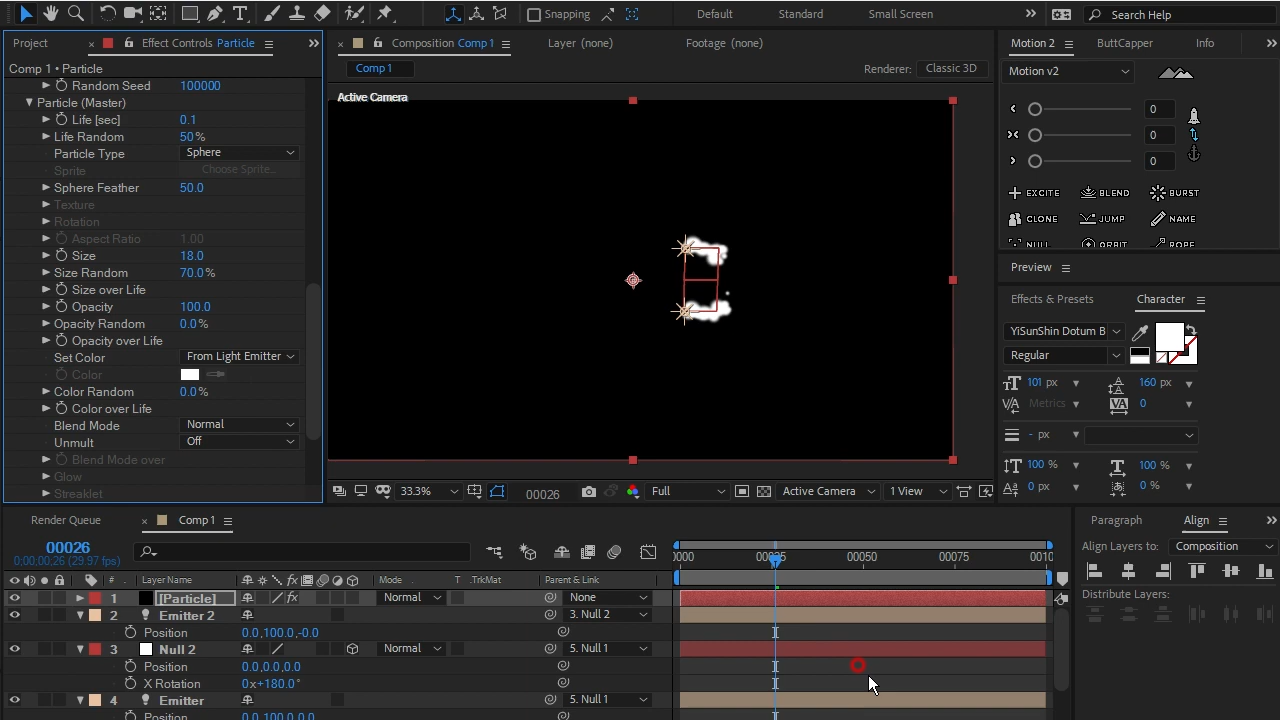 Snapping
Default
Standard
Small Screen
Search Help
Project
Effect Controls Particle
Comp 1 • Particle
Random Seed 100000
Particle (Master)
Life [sec] 0.1
Life Random 50%
Particle Type Sphere
Sprite Choose Sprite...
Sphere Feather 50.0
Texture
Rotation
Aspect Ratio 1.00
Size 18.0
Size Random 70.0%
Size over Life
Opacity 100.0
Opacity Random 0.0%
Opacity over Life
Set Color From Light Emitter
Color
Color Random 0.0%
Color over Life
Blend Mode Normal
Unmult Off
Blend Mode over
Glow
Streaklet
Composition Comp 1
Layer (none)
Footage (none)
Comp 1
Renderer: Classic 3D
Active Camera
33.3%
00026
Full
Active Camera
1 View
Motion 2
ButtCapper
Info
Motion v2
0
0
0
EXCITE BLEND BURST
CLONE JUMP NAME
NULL ORBIT ROPE
Preview
Effects & Presets
Character
YiSunShin Dotum B
Regular
101 px 160 px
Metrics 0
- px
100 % 100 %
0 px 0 %
Render Queue
Comp 1
00026
0:00:00:26 (29.97 fps)
# Layer Name Mode T .TrkMat Parent & Link
0000 00025 00050 00075 0010
1 [Particle] Normal None
2 Emitter 2 3. Null 2
Position 0.0,100.0,-0.0
3 Null 2 Normal 5. Null 1
Position 0.0,0.0,0.0
X Rotation 0x+180.0°
4 Emitter 5. Null 1
Position 0.0,100.0,0.0
Paragraph
Align
Align Layers to: Composition
Distribute Layers: